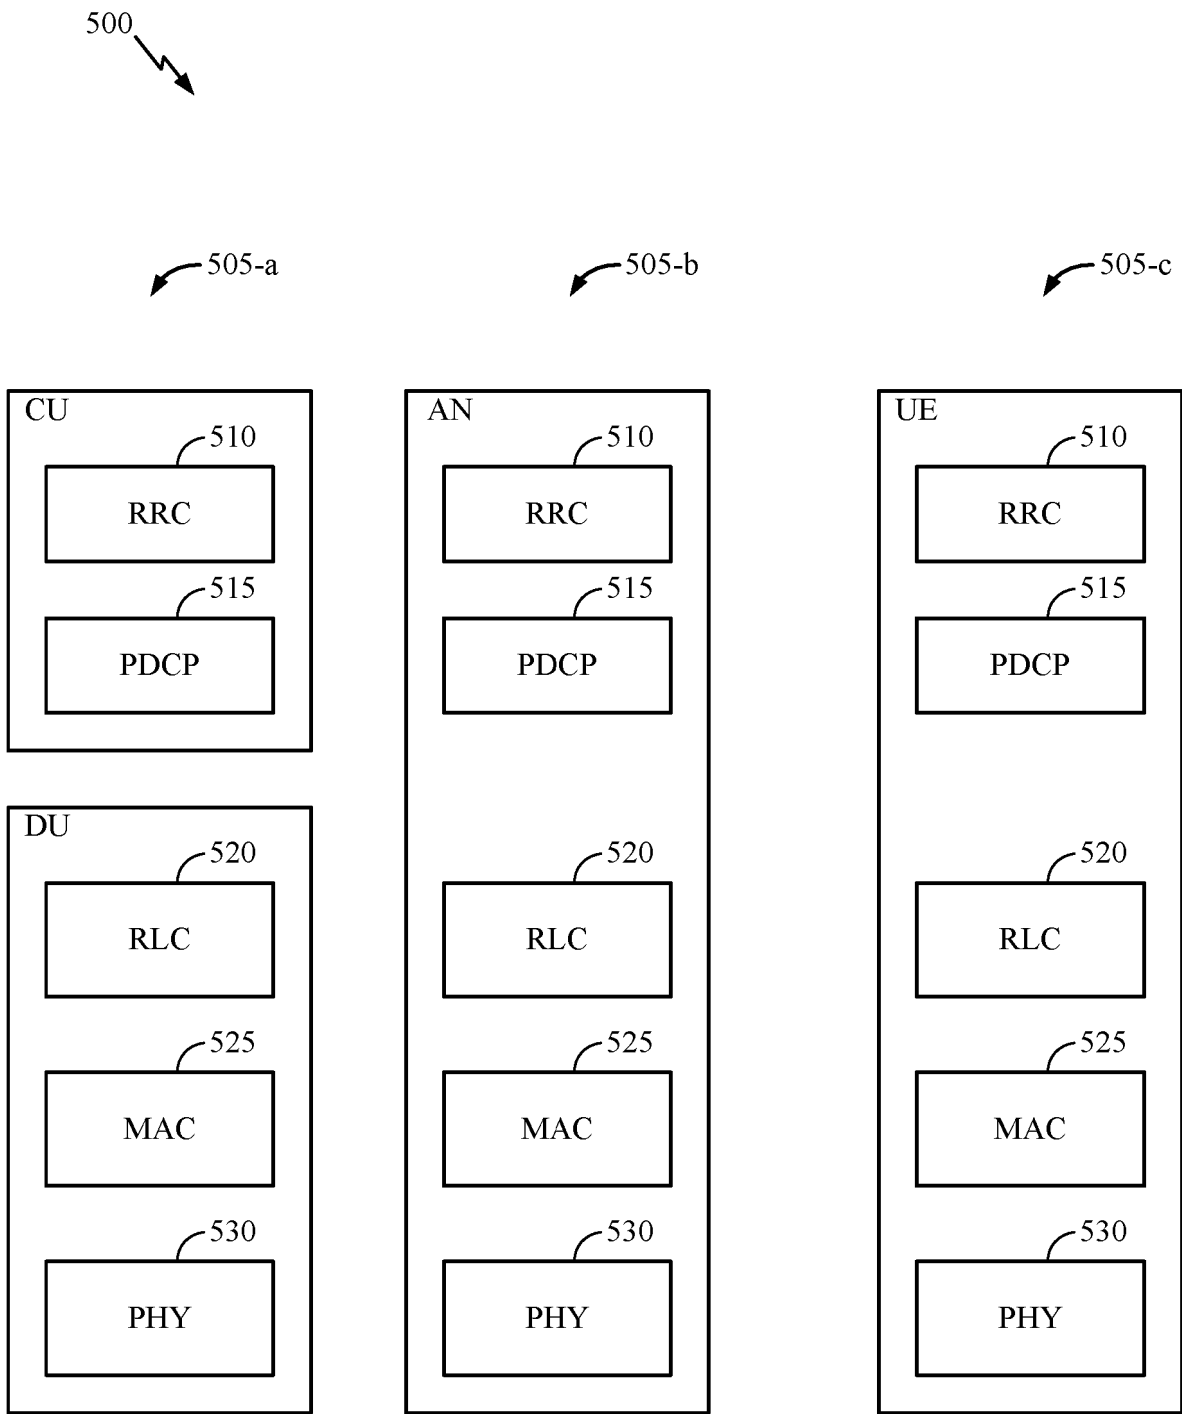 500
505-a 505-b 505-c
CU AN UE
510 510 510
RRC RRC RRC
515 515 515
PDCP PDCP PDCP
DU
520 520 520
RLC RLC RLC
525 525 525
MAC MAC MAC
530 530 530
PHY PHY PHY